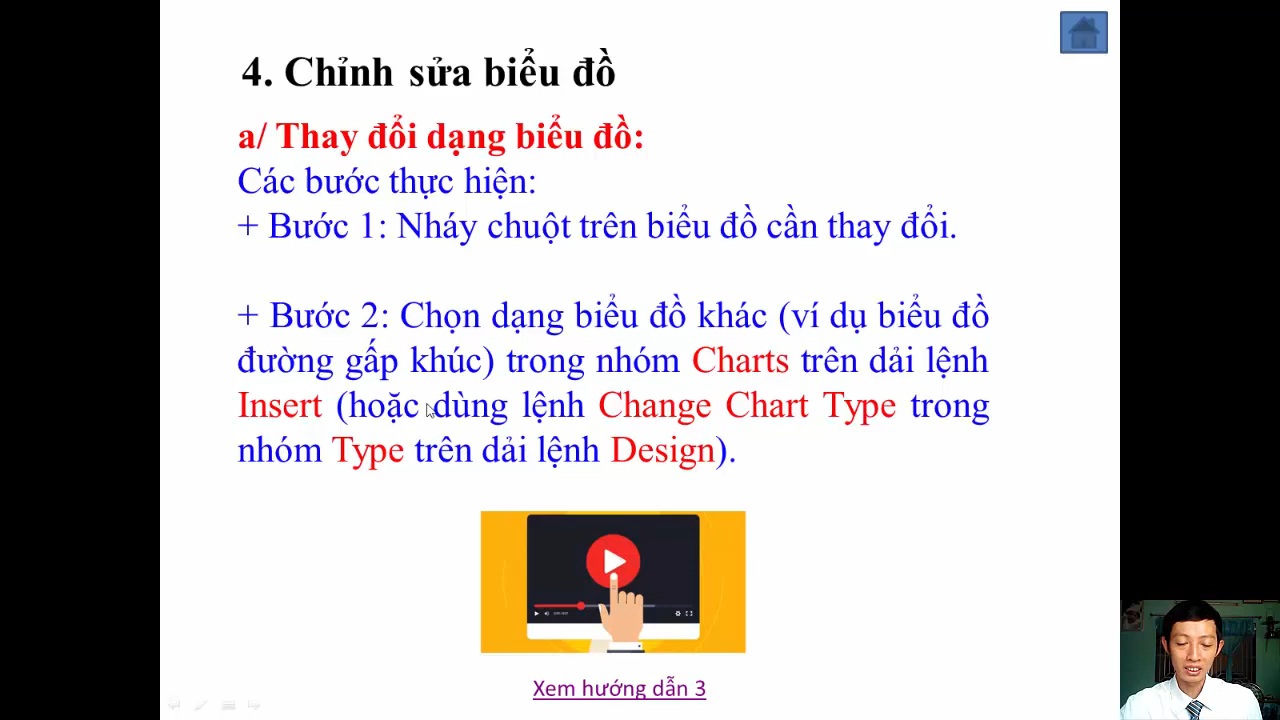 4. Chỉnh sửa biểu đồ
a/ Thay đổi dạng biểu đồ:
Các bước thực hiện:
+ Bước 1: Nháy chuột trên biểu đồ cần thay đổi.
+ Bước 2: Chọn dạng biểu đồ khác (ví dụ biểu đồ
đường gấp khúc) trong nhóm Charts trên dải lệnh
Insert (hoặc dùng lệnh Change Chart Type trong
nhóm Type trên dải lệnh Design).
Xem hướng dẫn 3